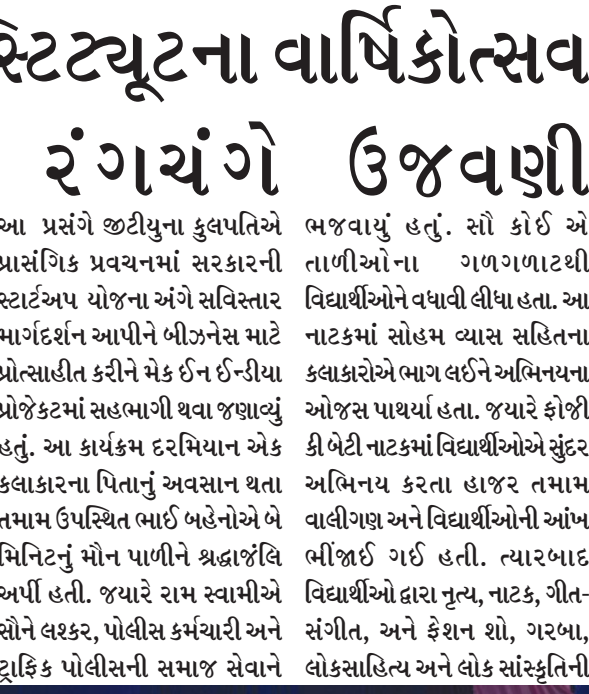 સ્ટિટ્યૂટના વાર્ષિકોત્સવ
રંગચંગે ઉજવણી
આ પ્રસંગે જીટીયુના કુલપતિએ
પ્રાસંગિક પ્રવચનમાં સરકારની
સ્ટાર્ટઅપ યોજના અંગે સવિસ્તાર
માર્ગદર્શન આપીને બીઝનેસ માટે
પ્રોત્સાહીત કરીને મેક ઈન ઈન્ડીયા
પ્રોજેકટમાં સહભાગી થવા જણાવ્યું
હતું. આ કાર્યક્રમ દરમિયાન એક
કલાકારના પિતાનું અવસાન થતા
તમામ ઉપસ્થિત ભાઈ બહેનોએ બે
મિનિટનું મૌન પાળીને શ્રદ્ધાજંલિ
અર્પી હતી. જયારે રામ સ્વામીએ
સૌને લશ્કર, પોલીસ કર્મચારી અને
ટ્રાફિક પોલીસની સમાજ સેવાને
ભજવાયું હતું. સૌ કોઈ એ
તાળીઓના ગળગળાટથી
વિદ્યાર્થીઓને વધાવી લીધા હતા. આ
નાટકમાં સોહમ વ્યાસ સહિતના
કલાકારોએ ભાગ લઈને અભિનયના
ઓજસ પાથર્યા હતા. જયારે ફોજી
કી બેટી નાટકમાં વિદ્યાર્થીઓએ સુંદર
અભિનય કરતા હાજર તમામ
વાલીગણ અને વિદ્યાર્થીઓની આંખ
ભીંજાઈ ગઈ હતી. ત્યારબાદ
વિદ્યાર્થીઓ દ્વારા નૃત્ય, નાટક, ગીત-
સંગીત, અને ફેશન શો, ગરબા,
લોકસાહિત્ય અને લોક સાંસ્કૃતિની